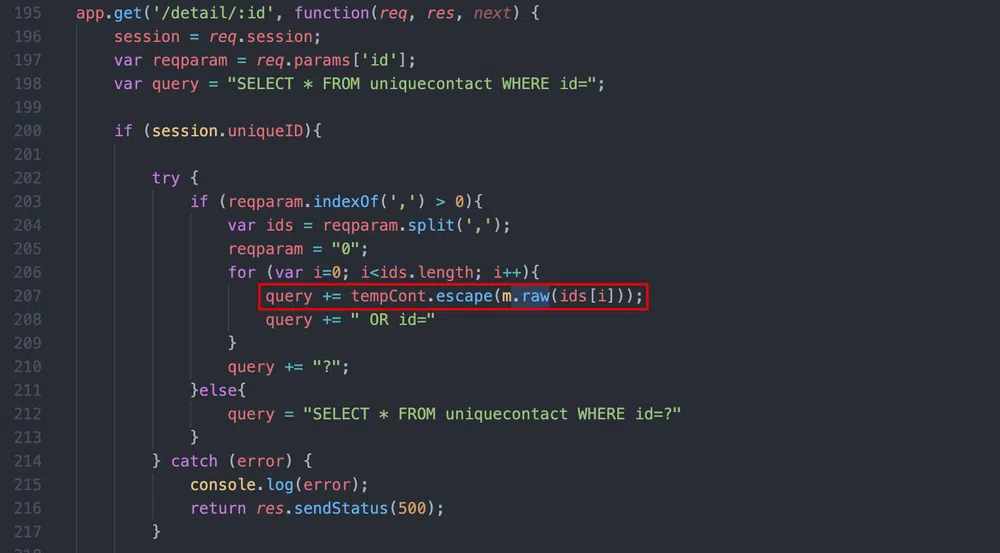 195 app.get('/detail/:id', function(req, res, next) {
196 session = req.session;
197 var reqparam = req.params['id'];
198 var query = "SELECT * FROM uniquecontact WHERE id=";
199
200 if (session.uniqueID){
201
202 try {
203 if (reqparam.indexOf(',') > 0){
204 var ids = reqparam.split(',');
205 reqparam = "0";
206 for (var i=0; i<ids.length; i++){
207 query += tempCont.escape(m.raw(ids[i]));
208 query += " OR id="
209 }
210 query += "?";
211 }else{
212 query = "SELECT * FROM uniquecontact WHERE id=?"
213 }
214 } catch (error) {
215 console.log(error);
216 return res.sendStatus(500);
217 }